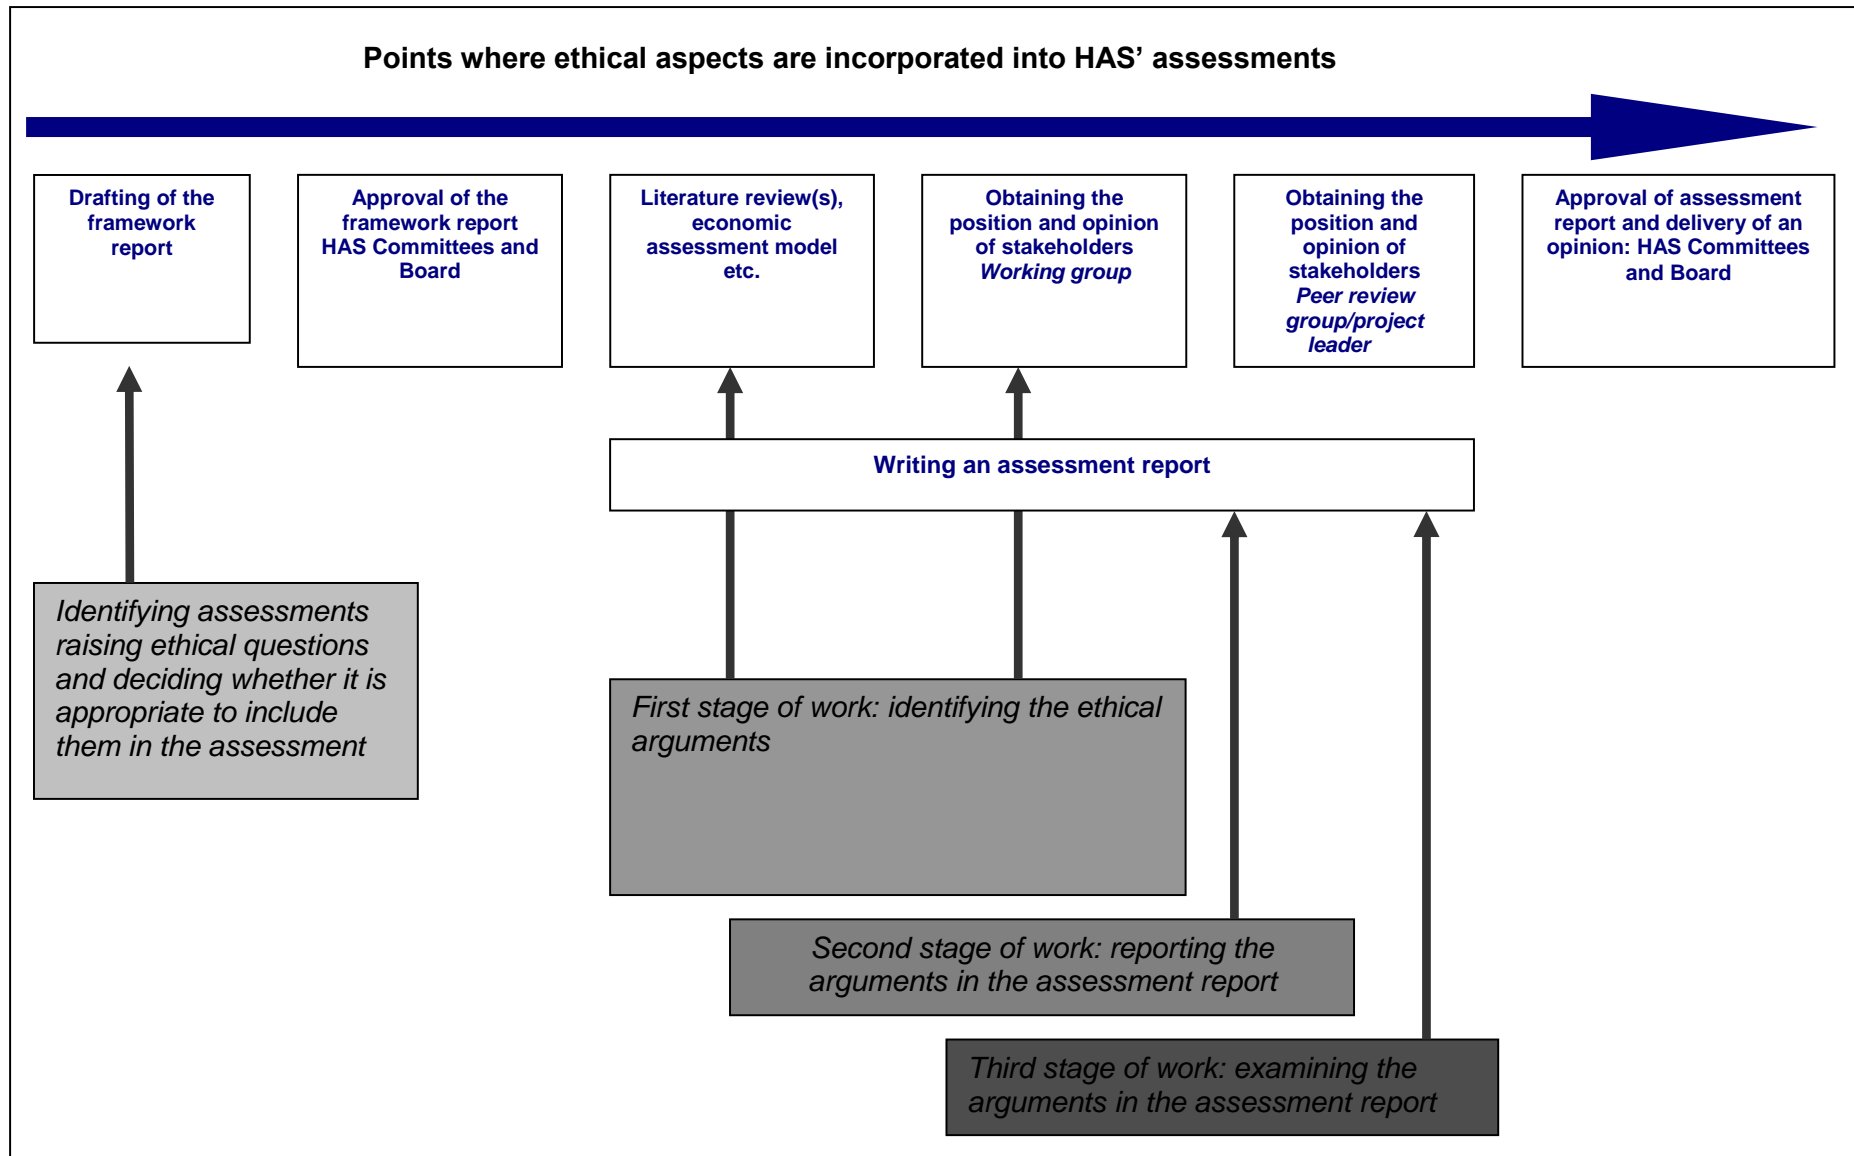 Points where ethical aspects are incorporated into HAS’ assessments
Drafting of the
framework
report
Approval of the
framework report
HAS Committees and
Board
Literature review(s),
economic
assessment model
etc.
Obtaining the
position and opinion
of stakeholders
Working group
Obtaining the
position and
opinion of
stakeholders
Peer review
group/project
leader
Approval of assessment
report and delivery of an
opinion: HAS Committees
and Board
Writing an assessment report
Identifying assessments
raising ethical questions
and deciding whether it is
appropriate to include
them in the assessment
First stage of work: identifying the ethical
arguments
Second stage of work: reporting the
arguments in the assessment report
Third stage of work: examining the
arguments in the assessment report